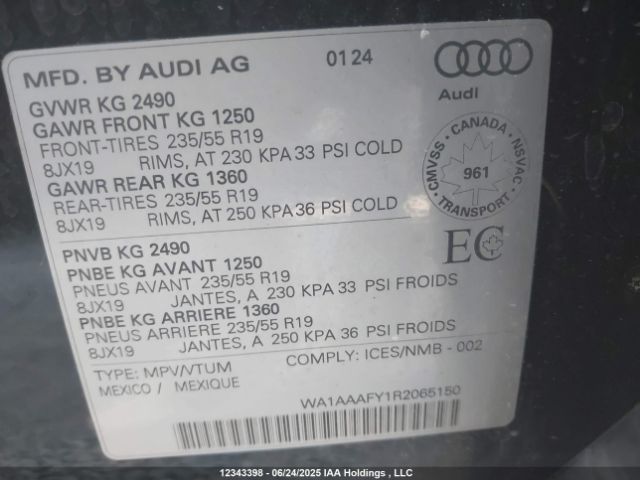 MFD. BY AUDI AG 01 24
Audi
GVWR KG 2490
GAWR FRONT KG 1250
FRONT-TIRES 235/55 R19
8JX19 RIMS, AT 230 KPA 33 PSI COLD
GAWR REAR KG 1360
REAR-TIRES 235/55 R19
8JX19 RIMS, AT 250 KPA 36 PSI COLD
CMVSS - CANADA - NSVAC
961
TRANSPORT
PNVB KG 2490
PNBE KG AVANT 1250
PNEUS AVANT 235/55 R19
8JX19 JANTES, A 230 KPA 33 PSI FROIDS
PNBE KG ARRIERE 1360
PNEUS ARRIERE 235/55 R19
8JX19 JANTES, A 250 KPA 36 PSI FROIDS
EC
TYPE: MPV/VTUM COMPLY: ICES/NMB - 002
MEXICO / MEXIQUE
WA1AAAFY1R2065150
12343398 - 06/24/2025 IAA Holdings , LLC